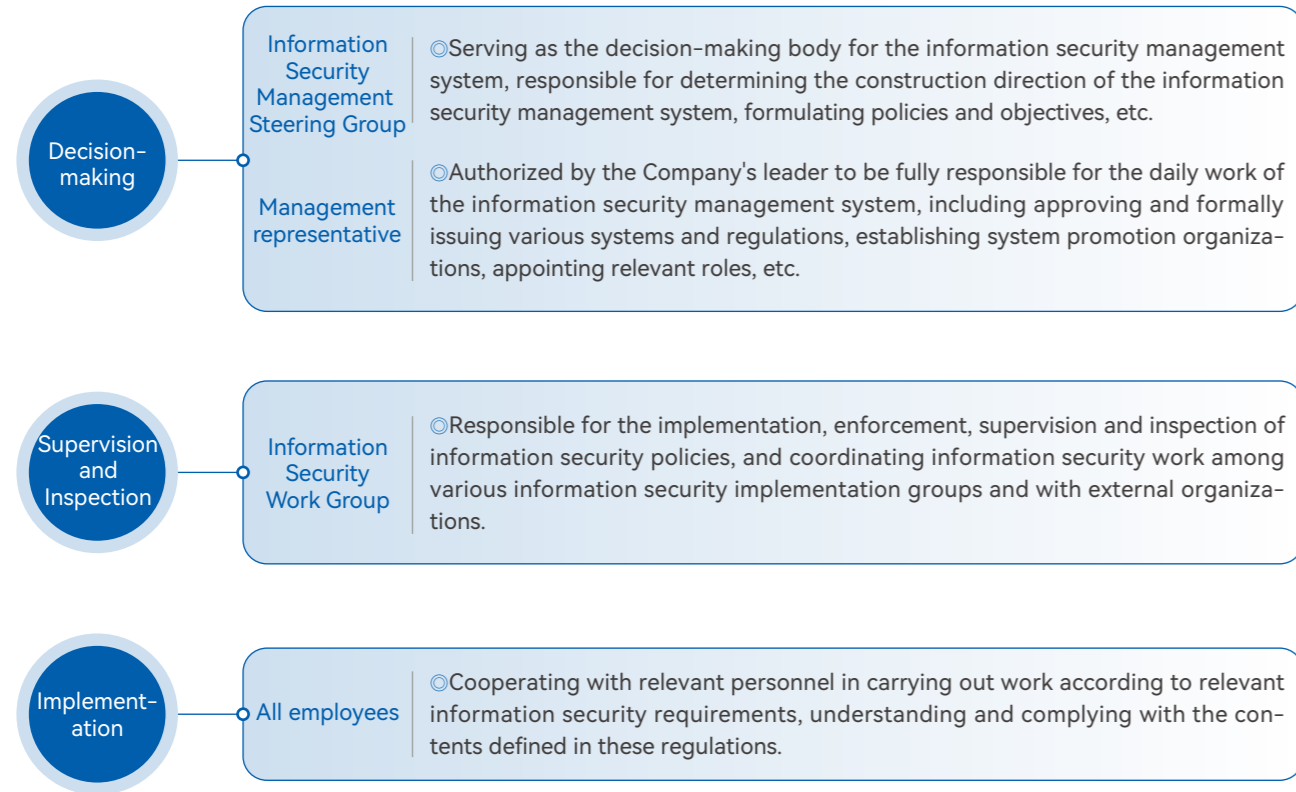 Decision-
making
Information
Security
Management
Steering Group
◎Serving as the decision-making body for the information security management
system, responsible for determining the construction direction of the information
security management system, formulating policies and objectives, etc.
Management
representative
◎Authorized by the Company's leader to be fully responsible for the daily work of
the information security management system, including approving and formally
issuing various systems and regulations, establishing system promotion organiza-
tions, appointing relevant roles, etc.
Supervision
and
Inspection
Information
Security
Work Group
◎Responsible for the implementation, enforcement, supervision and inspection of
information security policies, and coordinating information security work among
various information security implementation groups and with external organiza-
tions.
Implement-
ation
All employees
◎Cooperating with relevant personnel in carrying out work according to relevant
information security requirements, understanding and complying with the con-
tents defined in these regulations.